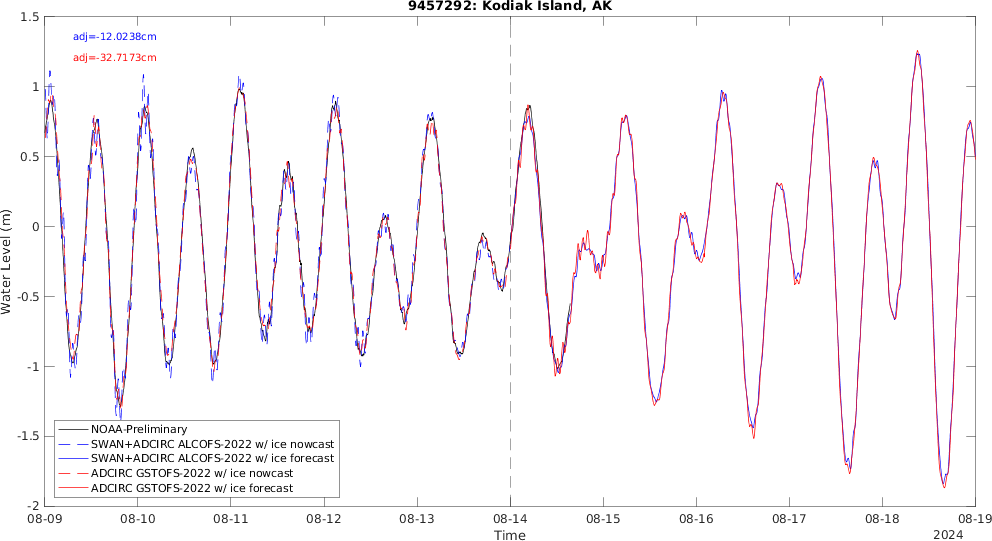 9457292: Kodiak Island, AK
adj=-12.0238cm
adj=-32.7173cm
1.5
1
0.5
0
-0.5
-1
-1.5
-2
Water Level (m)
NOAA-Preliminary
SWAN+ADCIRC ALCOFS-2022 w/ ice nowcast
SWAN+ADCIRC ALCOFS-2022 w/ ice forecast
ADCIRC GSTOFS-2022 w/ ice nowcast
ADCIRC GSTOFS-2022 w/ ice forecast
08-09 08-10 08-11 08-12 08-13 08-14 08-15 08-16 08-17 08-18 08-19
Time
2024